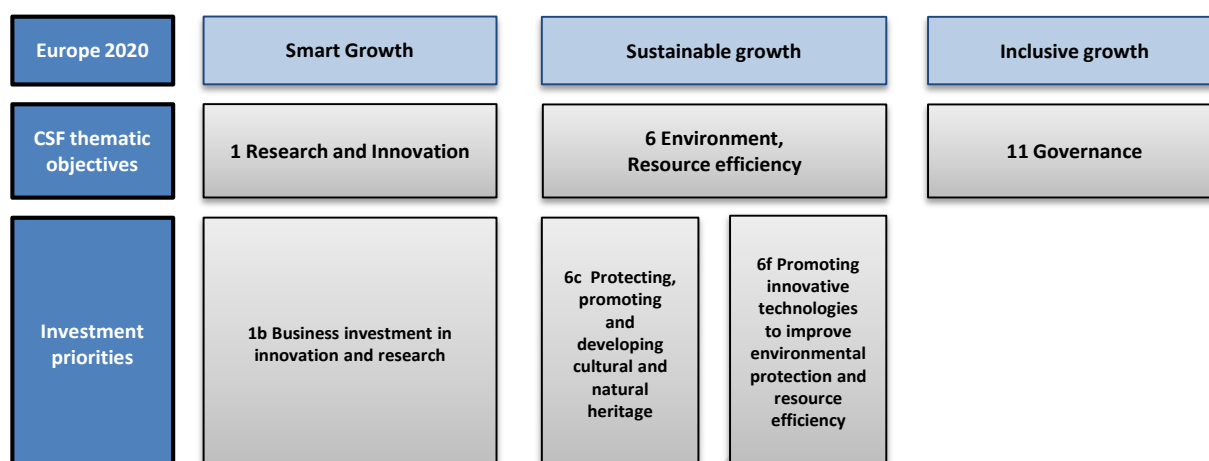 Europe 2020
Smart Growth
Sustainable growth
Inclusive growth
CSF thematic
objectives
1 Research and Innovation
6 Environment,
Resource efficiency
11 Governance
Investment
priorities
1b Business investment in
innovation and research
6c Protecting,
promoting
and
developing
cultural and
natural
heritage
6f Promoting
innovative
technologies
to improve
environmental
protection and
resource
efficiency